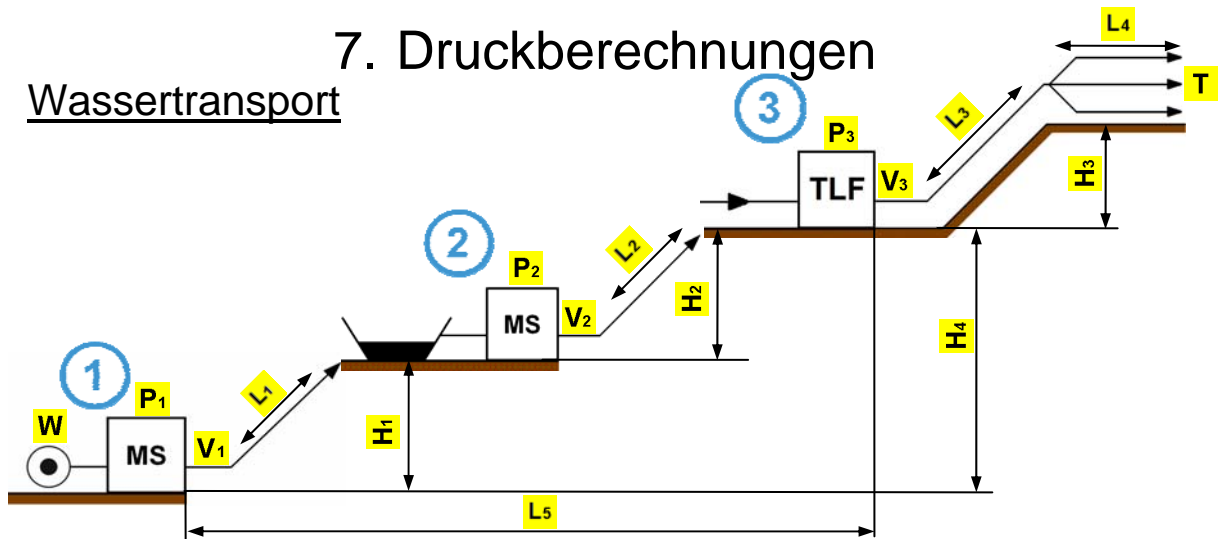 7. Druckberechnungen
Wassertransport
L4
T
3
P3
L3
TLF
V3
H3
2
P2
L2
MS
V2
H2
H4
1
P1
L1
W
MS
V1
H1
L5